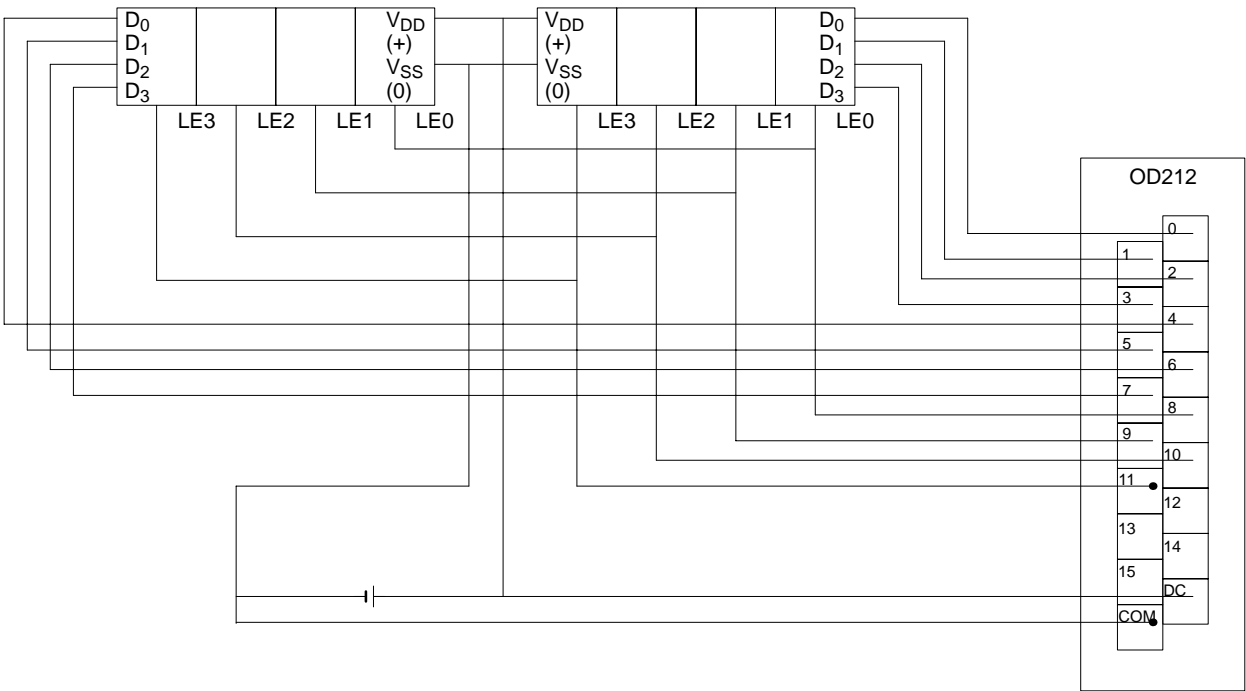 D0 VDD VDD D0
D1 (+) (+) D1
D2 VSS VSS D2
D3 (0) (0) D3
LE3 LE2 LE1 LE0 LE3 LE2 LE1 LE0
OD212
0
1
2
3
4
5
6
7
8
9
10
11
12
13
14
15
DC
COM